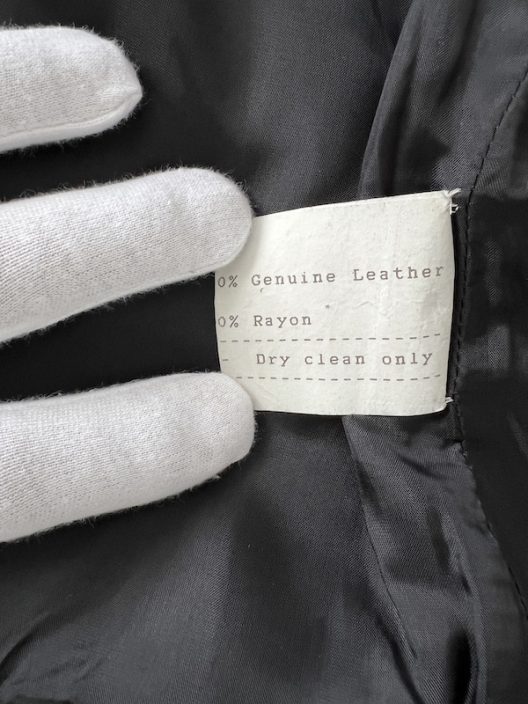 0% Genuine Leather
0% Rayon
- Dry clean only